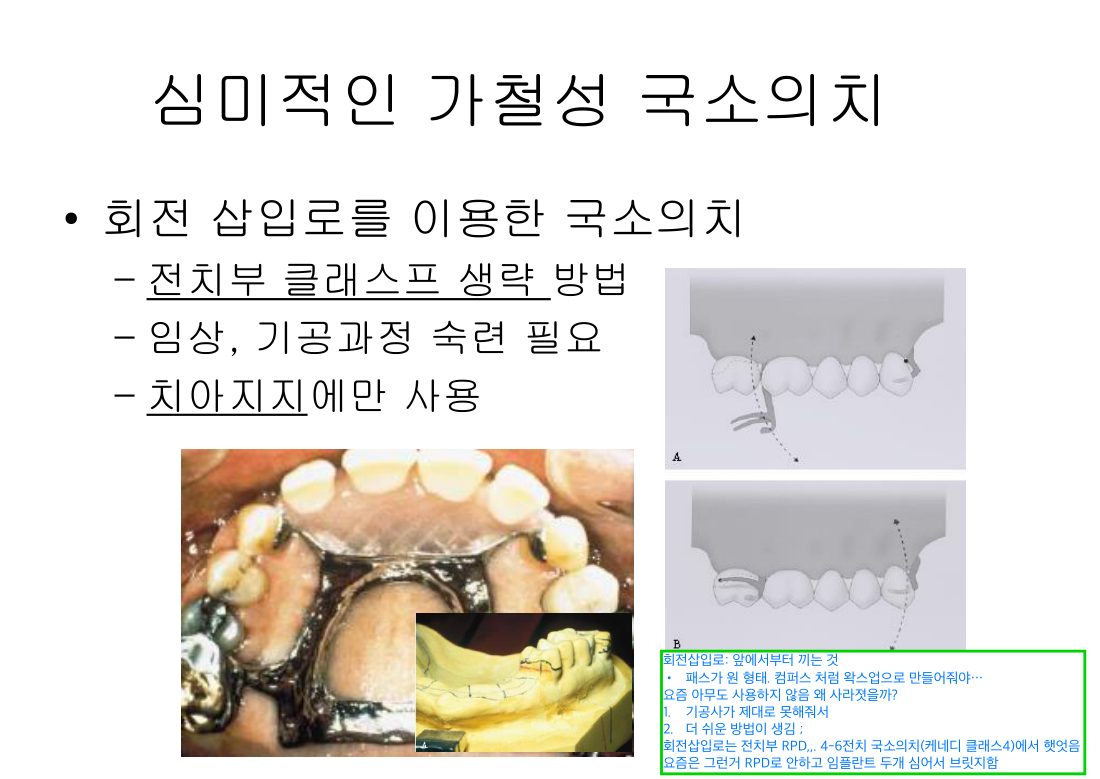 심미적인 가철성 국소의치
• 회전 삽입로를 이용한 국소의치
– 전치부 클래스프 생략 방법
– 임상, 기공과정 숙련 필요
– 치아지지에만 사용
A
B
A
회전삽입로: 앞에서부터 끼는 것
• 패스가 원 형태. 컴퍼스 처럼 왁스업으로 만들어줘야…
요즘 아무도 사용하지 않음 왜 사라졋을까?
1. 기공사가 제대로 못해줘서
2. 더 쉬운 방법이 생김 ;
회전삽입로는 전치부 RPD,,. 4-6전치 국소의치(케네디 클래스4)에서 햇엇음
요즘은 그런거 RPD로 안하고 임플란트 두개 심어서 브릿지함